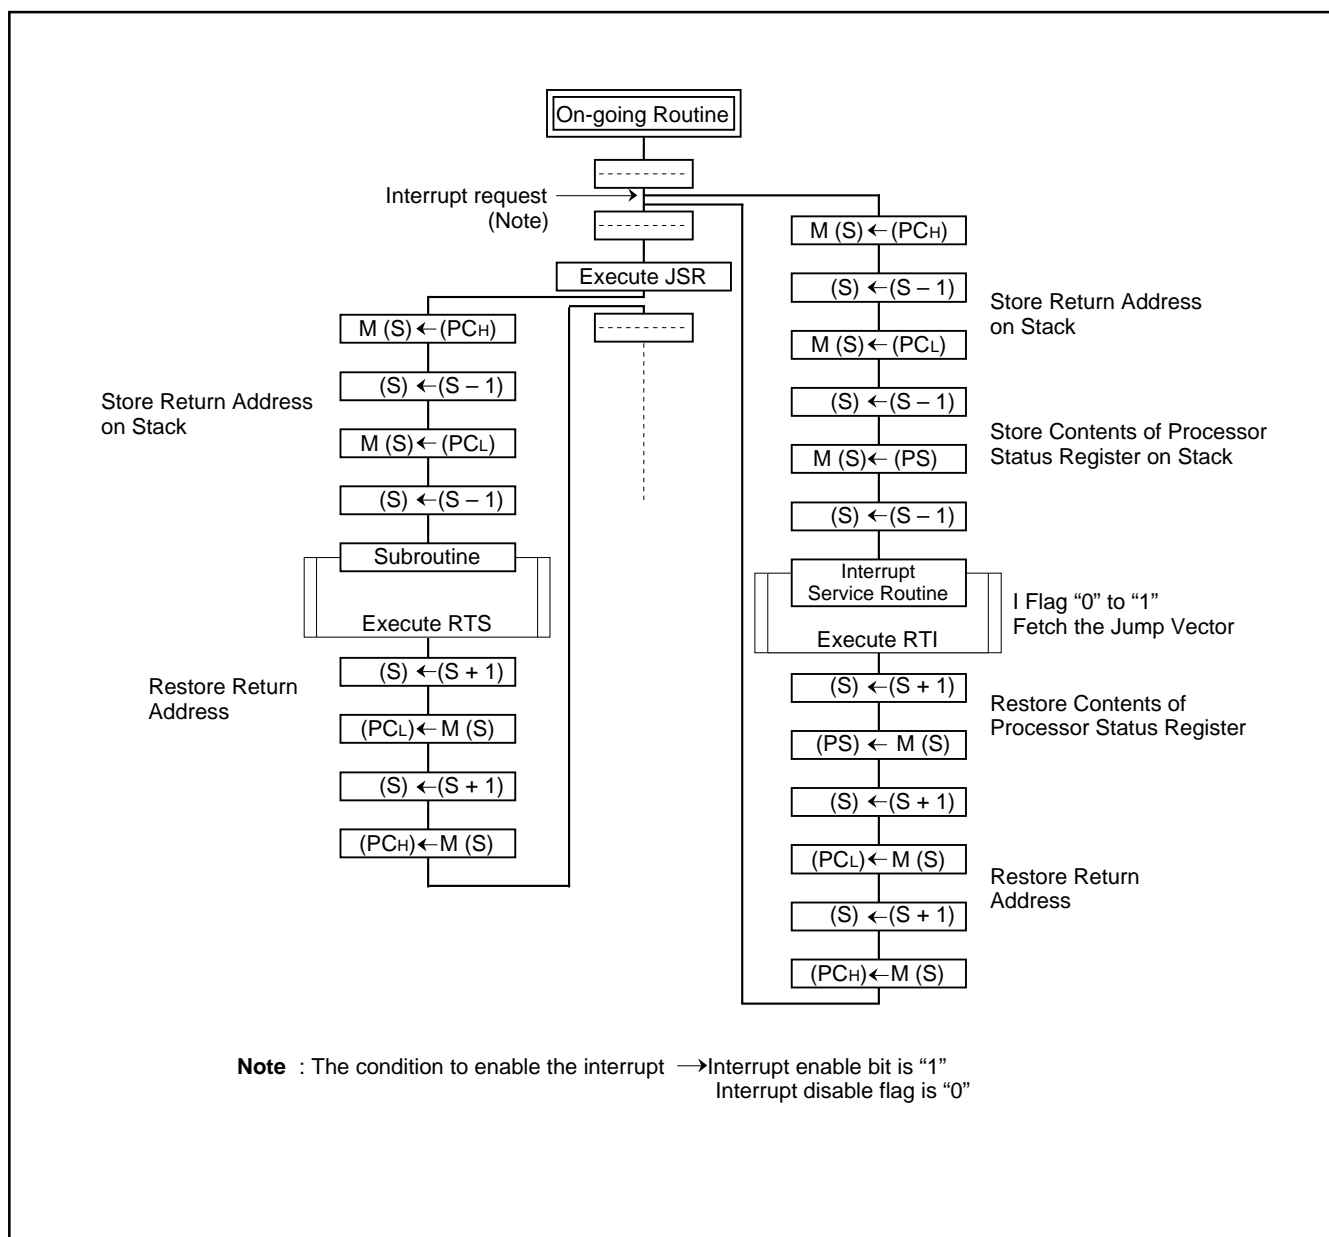 On-going Routine
Interrupt request
(Note)
Execute JSR
M (S) ← (PCH)
(S) ← (S – 1)
M (S) ← (PCL)
(S) ← (S – 1)
Store Return Address
on Stack
Subroutine
Execute RTS
(S) ← (S + 1)
(PCL) ← M (S)
(S) ← (S + 1)
(PCH) ← M (S)
Restore Return
Address
M (S) ← (PCH)
(S) ← (S – 1)
M (S) ← (PCL)
(S) ← (S – 1)
M (S) ← (PS)
(S) ← (S – 1)
Store Return Address
on Stack
Store Contents of Processor
Status Register on Stack
Interrupt
Service Routine
Execute RTI
I Flag “0” to “1”
Fetch the Jump Vector
(S) ← (S + 1)
(PS) ← M (S)
(S) ← (S + 1)
(PCL) ← M (S)
(S) ← (S + 1)
(PCH) ← M (S)
Restore Contents of
Processor Status Register
Restore Return
Address
Note : The condition to enable the interrupt → Interrupt enable bit is “1”
Interrupt disable flag is “0”